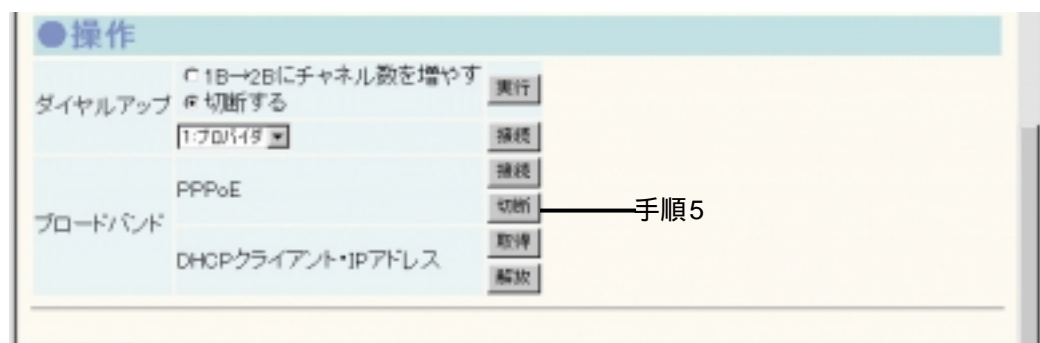 ●操作
ダイヤルアップ
1B→2Bにチャネル数を増やす
切断する
実行
1:プロバイダ
接続
ブロードバンド
PPPoE
接続
切断
手順5
DHCPクライアント・IPアドレス
取得
解放